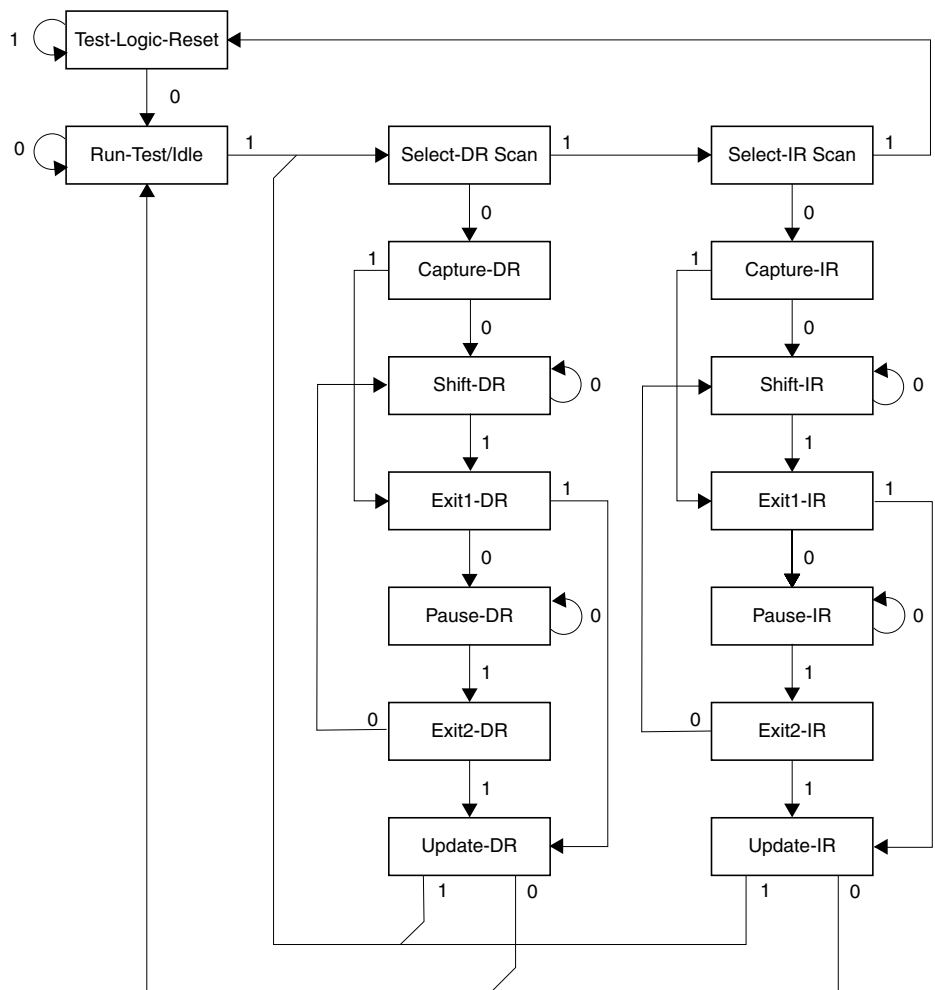 1
Test-Logic-Reset
0
0
Run-Test/Idle
1
Select-DR Scan
1
Select-IR Scan
1
0
0
1
Capture-DR
1
Capture-IR
0
0
Shift-DR
0
Shift-IR
0
1
1
Exit1-DR
1
Exit1-IR
1
0
0
Pause-DR
0
Pause-IR
0
1
1
0
Exit2-DR
0
Exit2-IR
1
1
Update-DR
Update-IR
1
0
1
0